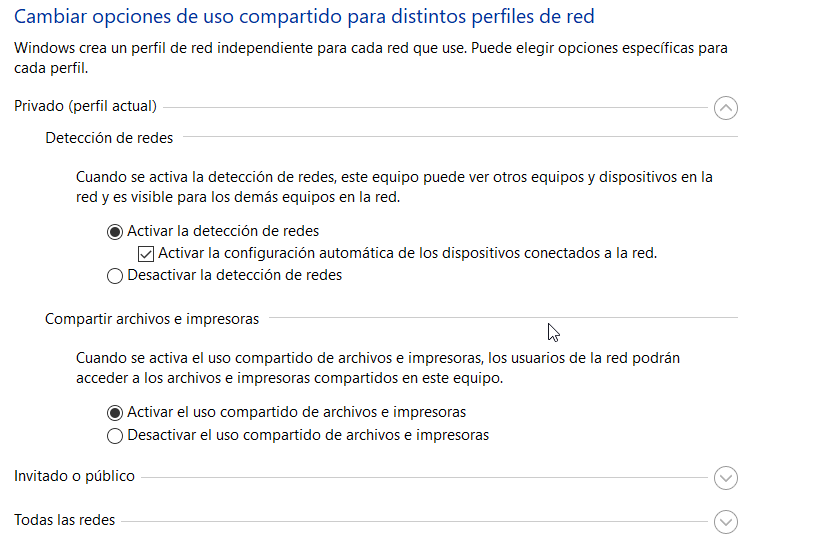 Cambiar opciones de uso compartido para distintos perfiles de red
Windows crea un perfil de red independiente para cada red que use. Puede elegir opciones específicas para
cada perfil.
Privado (perfil actual)
Detección de redes
Cuando se activa la detección de redes, este equipo puede ver otros equipos y dispositivos en la
red y es visible para los demás equipos en la red.
Activar la detección de redes
Activar la configuración automática de los dispositivos conectados a la red.
Desactivar la detección de redes
Compartir archivos e impresoras
Cuando se activa el uso compartido de archivos e impresoras, los usuarios de la red podrán
acceder a los archivos e impresoras compartidos en este equipo.
Activar el uso compartido de archivos e impresoras
Desactivar el uso compartido de archivos e impresoras
Invitado o público
Todas las redes